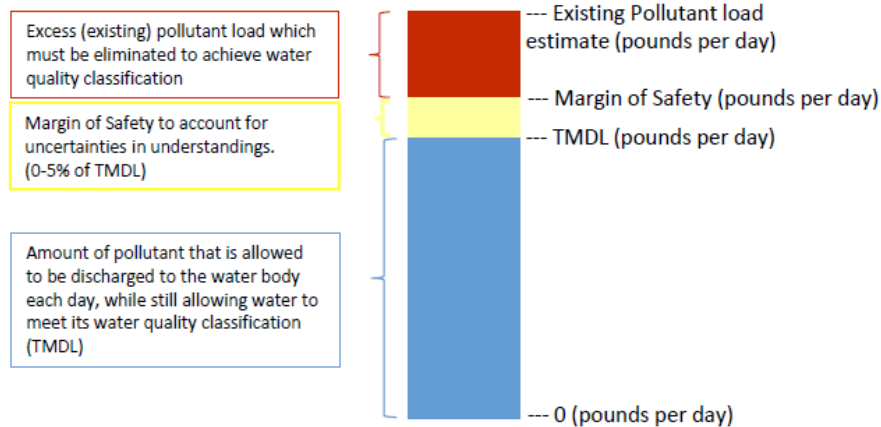 Excess (existing) pollutant load which
must be eliminated to achieve water
quality classification
Margin of Safety to account for
uncertainties in understandings.
(0-5% of TMDL)
Amount of pollutant that is allowed
to be discharged to the water body
each day, while still allowing water to
meet its water quality classification
(TMDL)
--- Existing Pollutant load
estimate (pounds per day)
--- Margin of Safety (pounds per day)
--- TMDL (pounds per day)
--- 0 (pounds per day)